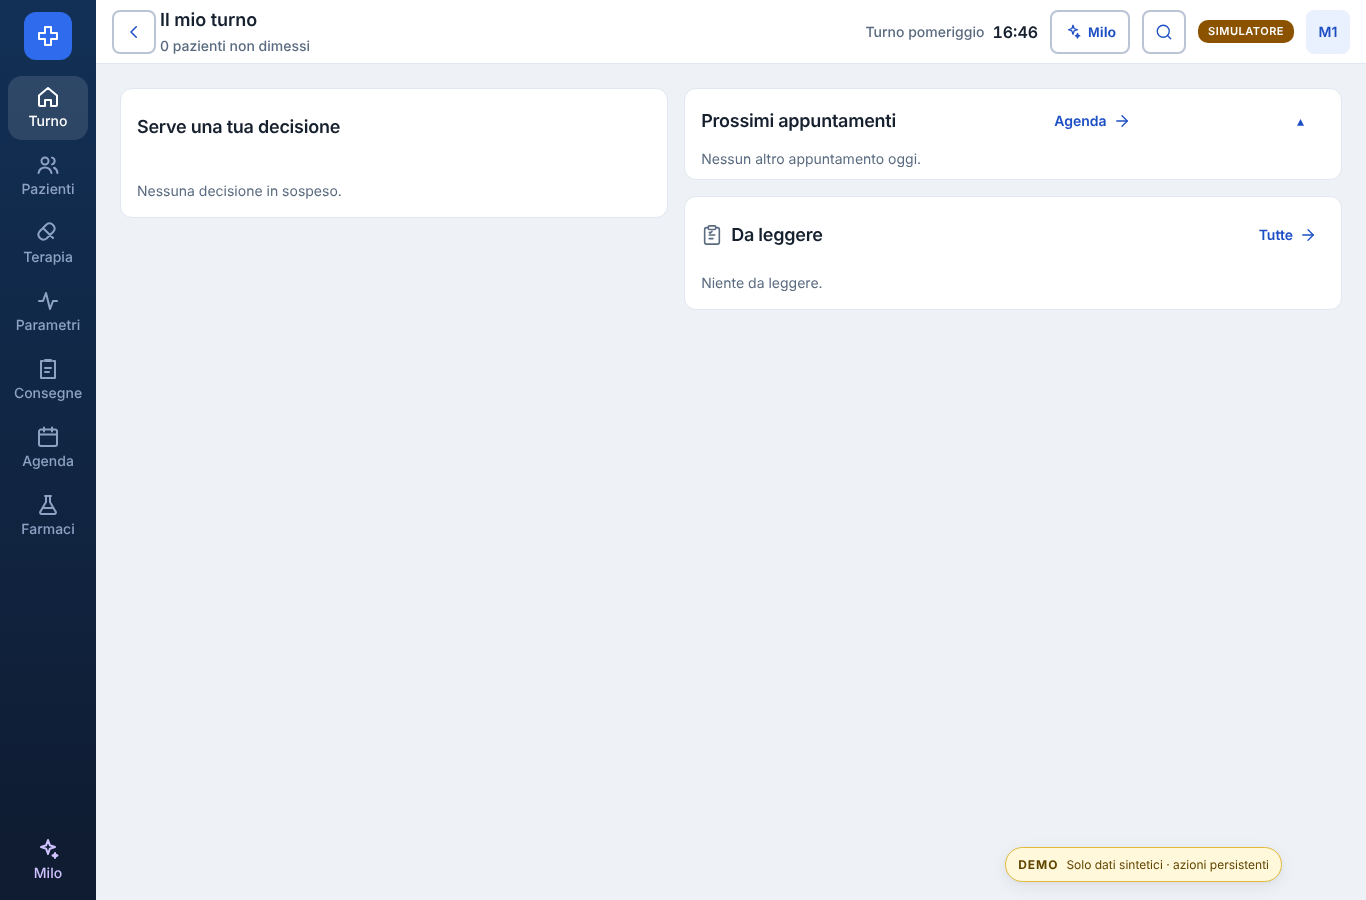 Il mio turno
0 pazienti non dimessi
Turno pomeriggio 16:46
Milo
SIMULATORE
M1
Turno
Pazienti
Terapia
Parametri
Consegne
Agenda
Farmaci
Milo
Serve una tua decisione
Nessuna decisione in sospeso.
Prossimi appuntamenti
Agenda →
▲
Nessun altro appuntamento oggi.
Da leggere
Tutte →
Niente da leggere.
DEMO Solo dati sintetici · azioni persistenti